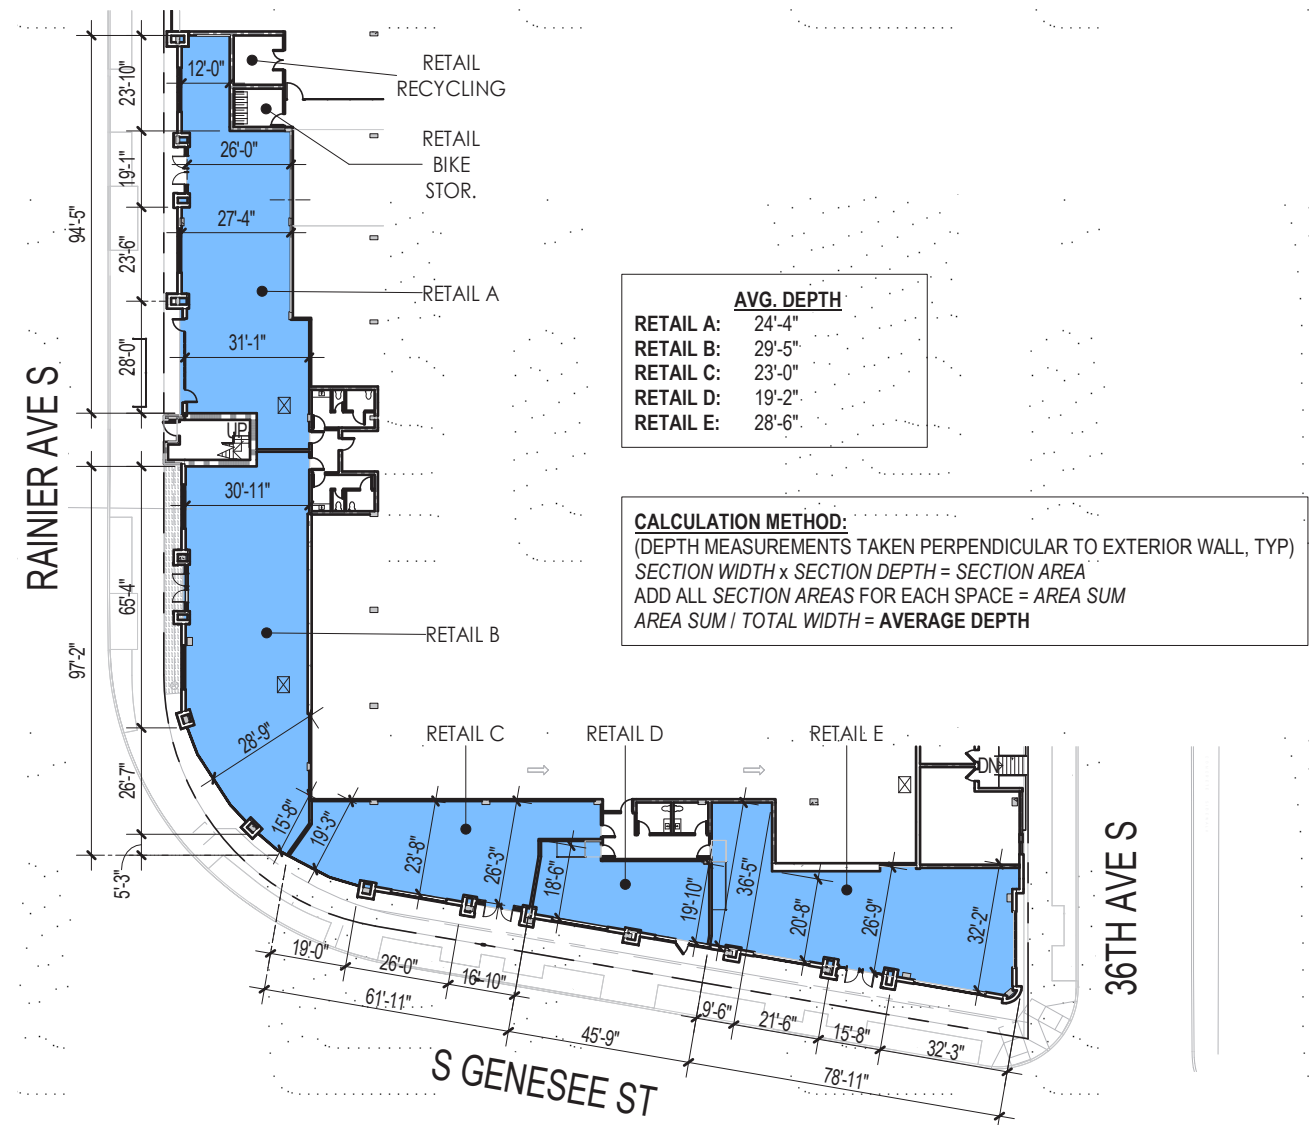 RETAIL
RECYCLING
RETAIL
BIKE
STOR.
12'-0"
26'-0"
27'-4"
31'-1"
30'-11"
28'-9"
15'-8"
23'-10"
19'-1"
23'-6"
28'-0"
94'-5"
65'-4"
97'-2"
26'-7"
5'-3"
RAINIER AVE S
UP
RETAIL A
RETAIL B
AVG. DEPTH
RETAIL A: 24'-4"
RETAIL B: 29'-5"
RETAIL C: 23'-0"
RETAIL D: 19'-2"
RETAIL E: 28'-6"
CALCULATION METHOD:
(DEPTH MEASUREMENTS TAKEN PERPENDICULAR TO EXTERIOR WALL, TYP)
SECTION WIDTH x SECTION DEPTH = SECTION AREA
ADD ALL SECTION AREAS FOR EACH SPACE = AREA SUM
AREA SUM / TOTAL WIDTH = AVERAGE DEPTH
RETAIL C
RETAIL D
RETAIL E
DN
19'-3"
23'-8"
26'-3"
18'-6"
19'-10"
36'-5"
20'-8"
26'-9"
32'-2"
36TH AVE S
19'-0"
26'-0"
16'-10"
61'-11"
45'-9"
9'-6"
21'-6"
15'-8"
32'-3"
78'-11"
S GENESEE ST